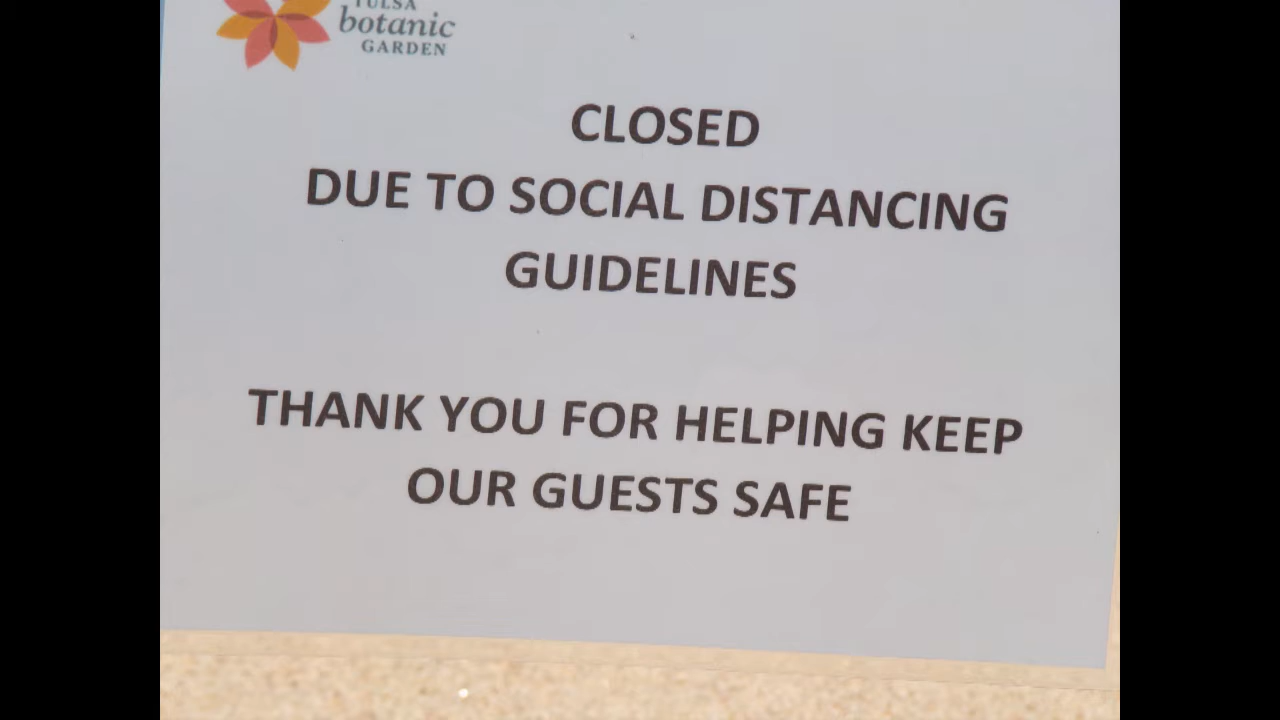 TULSA
botanic
GARDEN
CLOSED
DUE TO SOCIAL DISTANCING
GUIDELINES
THANK YOU FOR HELPING KEEP
OUR GUESTS SAFE